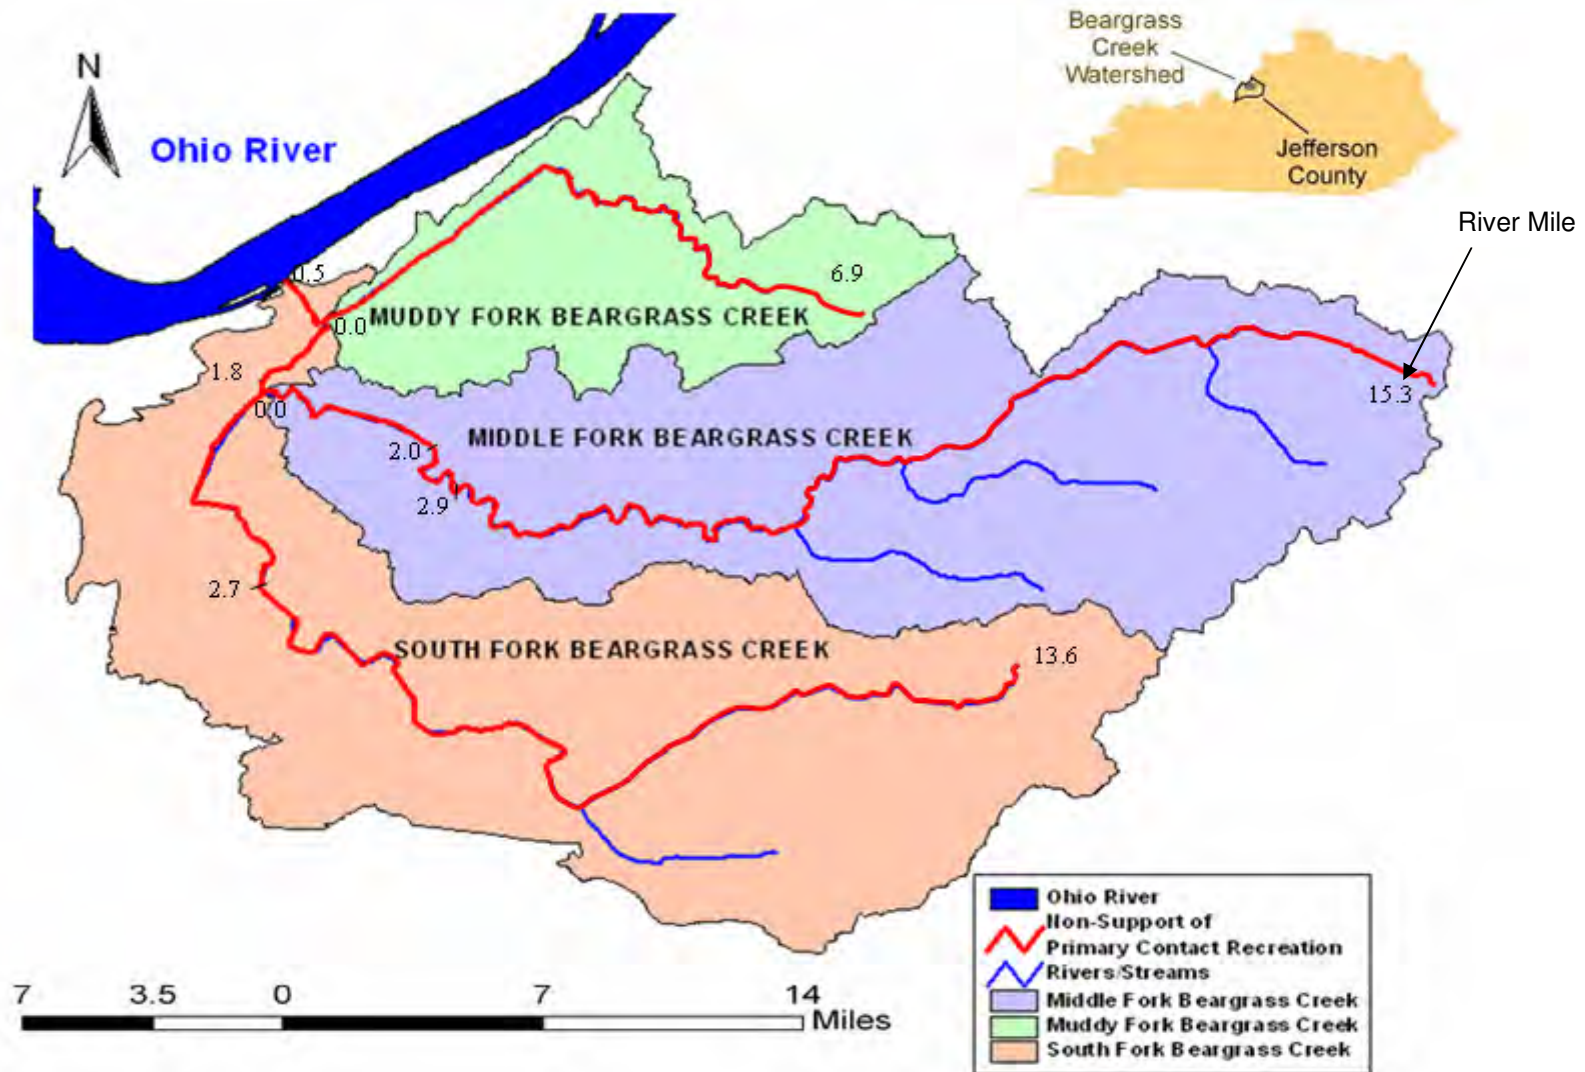 N
Ohio River
Beargrass
Creek
Watershed
Jefferson
County
River Mile
0.5
0.0
MUDDY FORK BEARGRASS CREEK
6.9
1.8
0.0
MIDDLE FORK BEARGRASS CREEK
15.3
2.0
2.9
2.7
SOUTH FORK BEARGRASS CREEK
13.6
Ohio River
Non-Support of
Primary Contact Recreation
Rivers/Streams
Middle Fork Beargrass Creek
Muddy Fork Beargrass Creek
South Fork Beargrass Creek
7 3.5 0 7 14
Miles